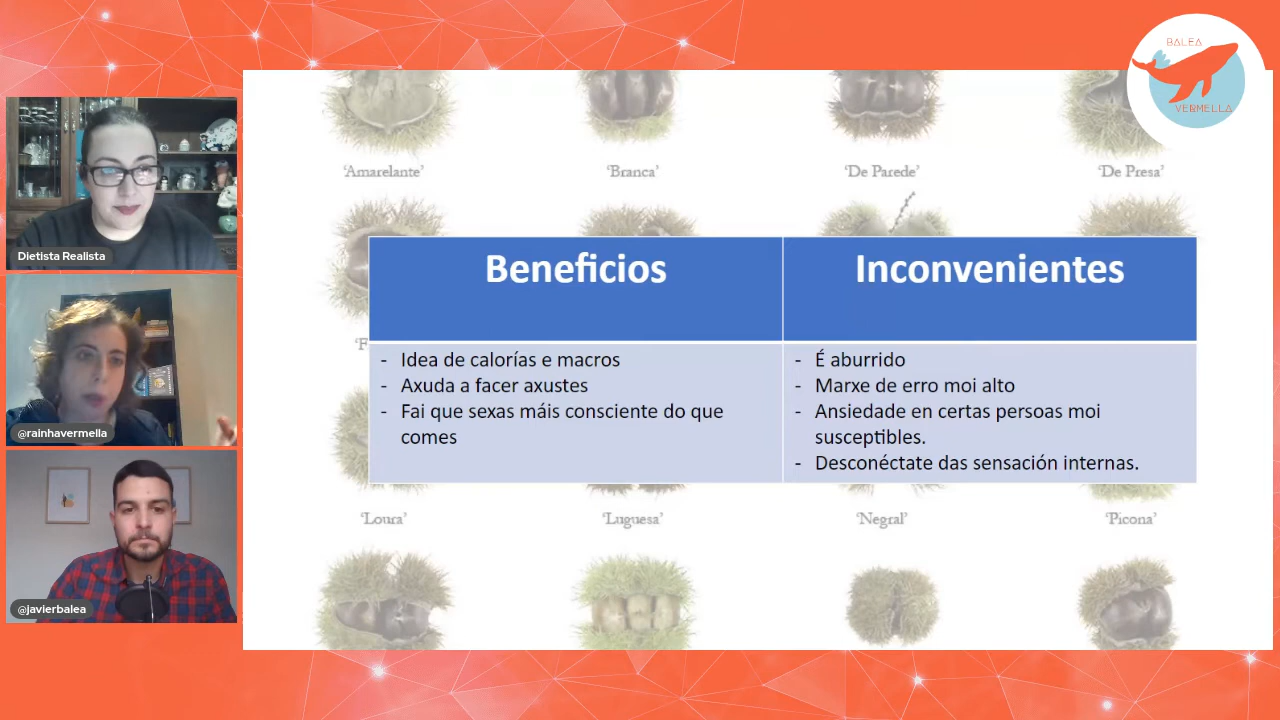 BALEA
VERMELLA
Dietista Realista
@rainhavermella
@javierbalea
‘Amarelante’
‘Branca’
‘De Parede’
‘De Presa’
Beneficios
Inconvenientes
- Idea de calorías e macros
- Axuda a facer axustes
- Fai que sexas máis consciente do que
comes
- É aburrido
- Marxe de erro moi alto
- Ansiedade en certas persoas moi
susceptibles.
- Desconéctate das sensación internas.
‘Loura’
‘Luguesa’
‘Negral’
‘Picona’